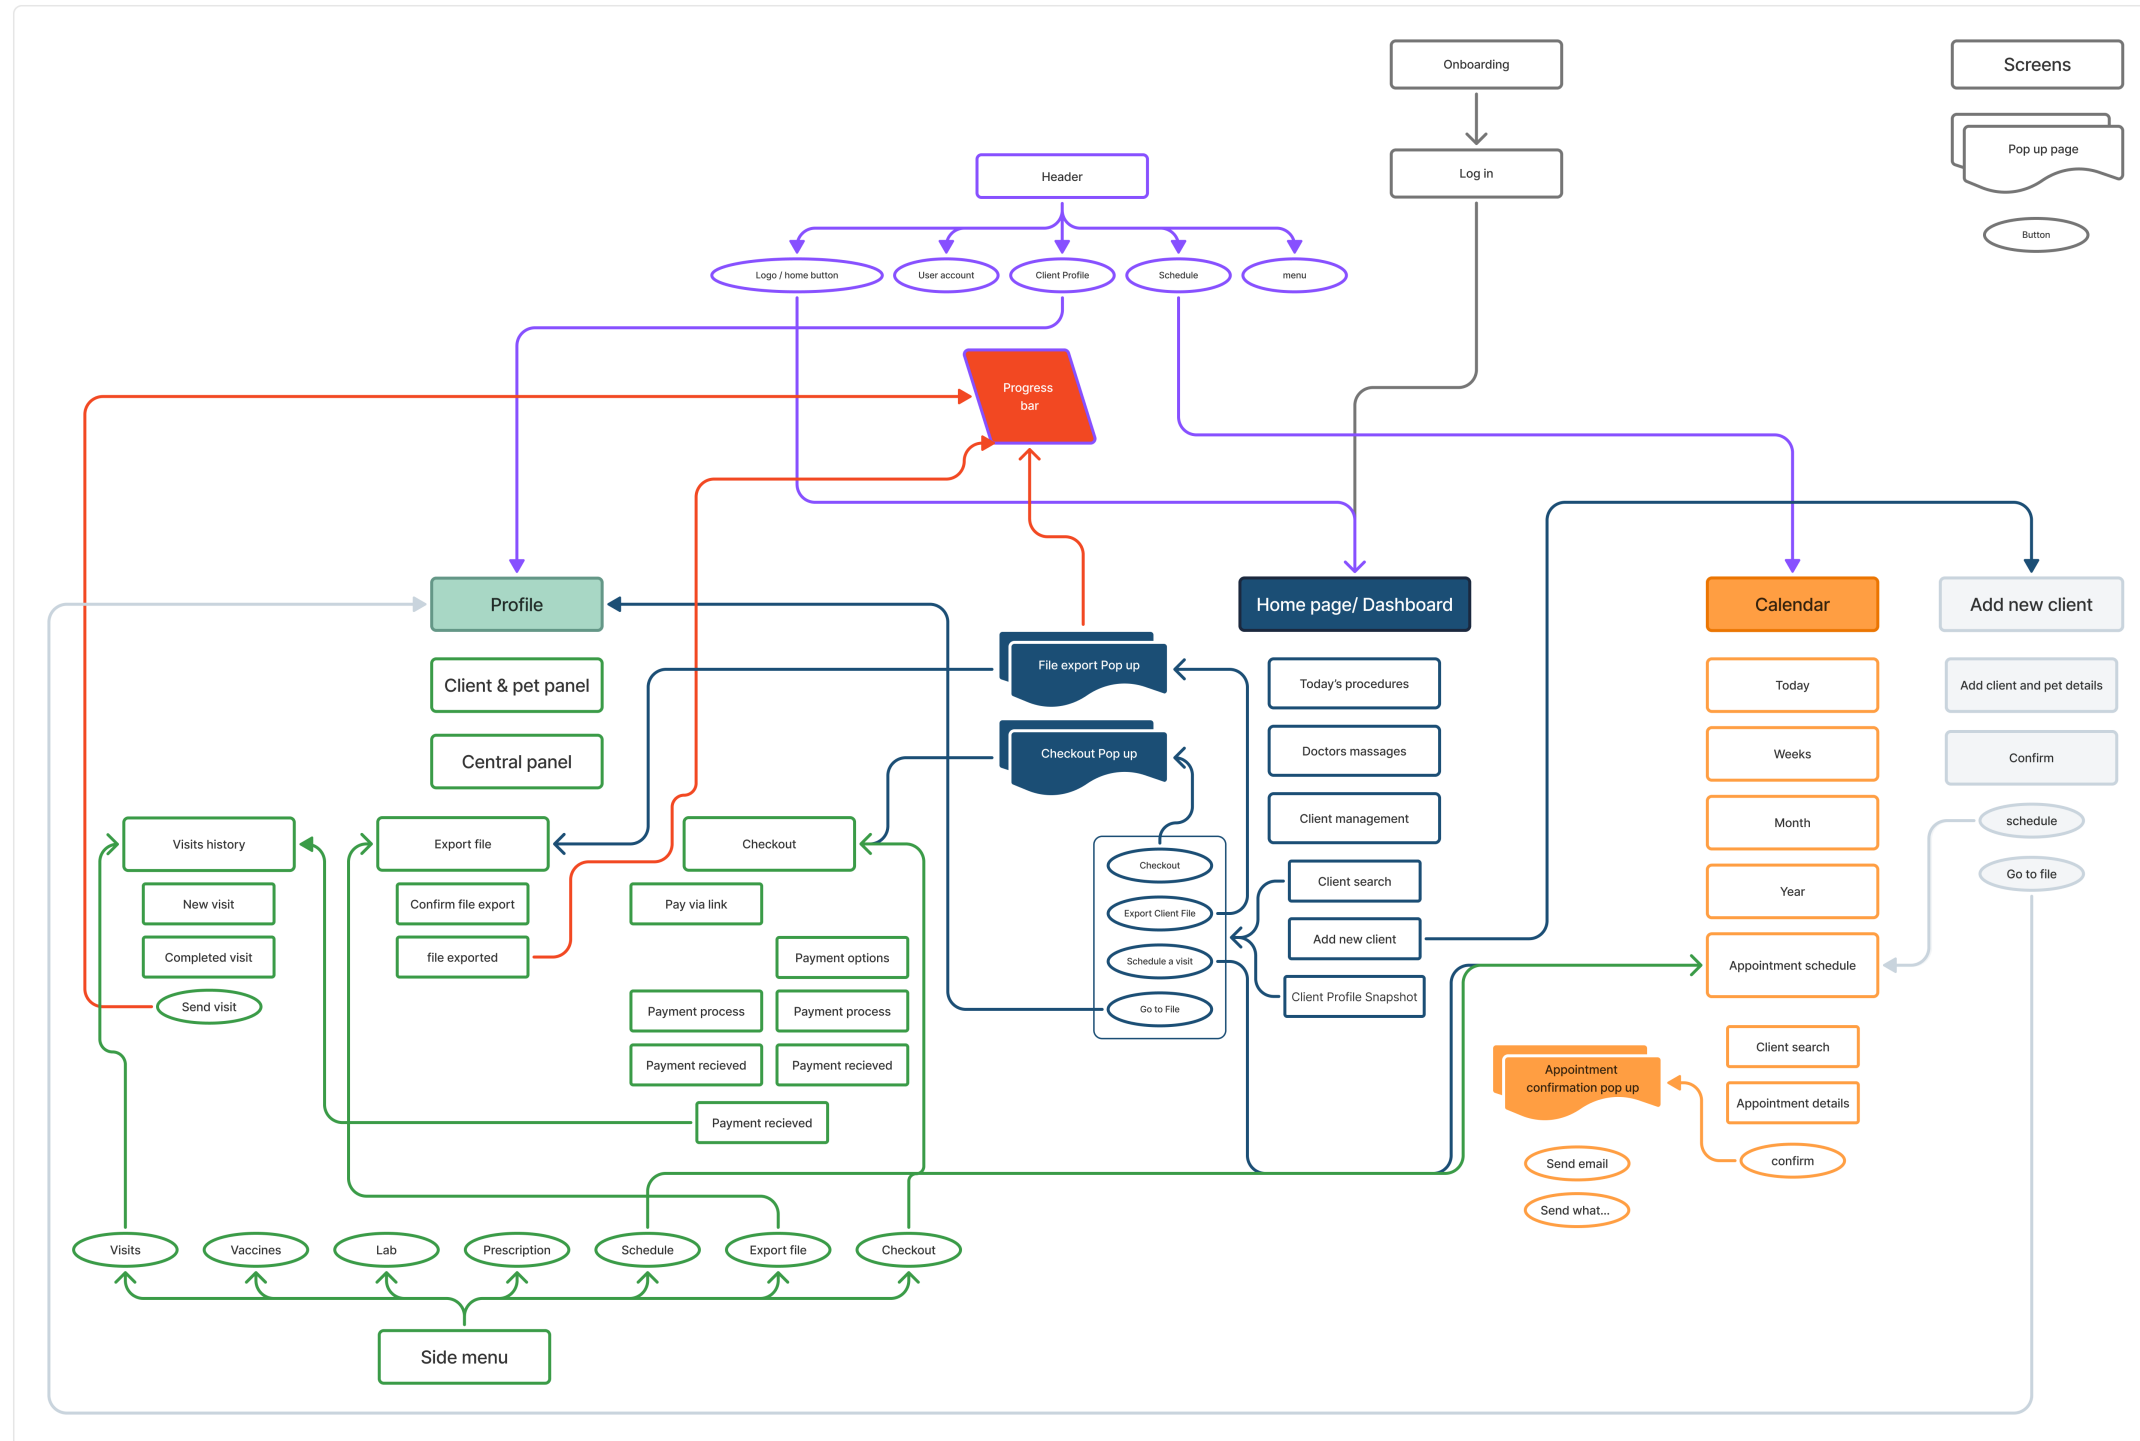 Onboarding
Screens
Log in
Pop up page
Button
Header
Logo / home button
User account
Client Profile
Schedule
menu
Progress
bar
Profile
Home page/ Dashboard
Calendar
Add new client
Client & pet panel
Central panel
File export Pop up
Checkout Pop up
Today's procedures
Doctors massages
Client management
Client search
Add new client
Client Profile Snapshot
Checkout
Export Client File
Schedule a visit
Go to File
Today
Weeks
Month
Year
Appointment schedule
Client search
Appointment details
confirm
Appointment
confirmation pop up
Send email
Send what...
Add client and pet details
Confirm
schedule
Go to file
Visits history
New visit
Completed visit
Send visit
Export file
Confirm file export
file exported
Checkout
Pay via link
Payment options
Payment process
Payment process
Payment recieved
Payment recieved
Payment recieved
Visits
Vaccines
Lab
Prescription
Schedule
Export file
Checkout
Side menu